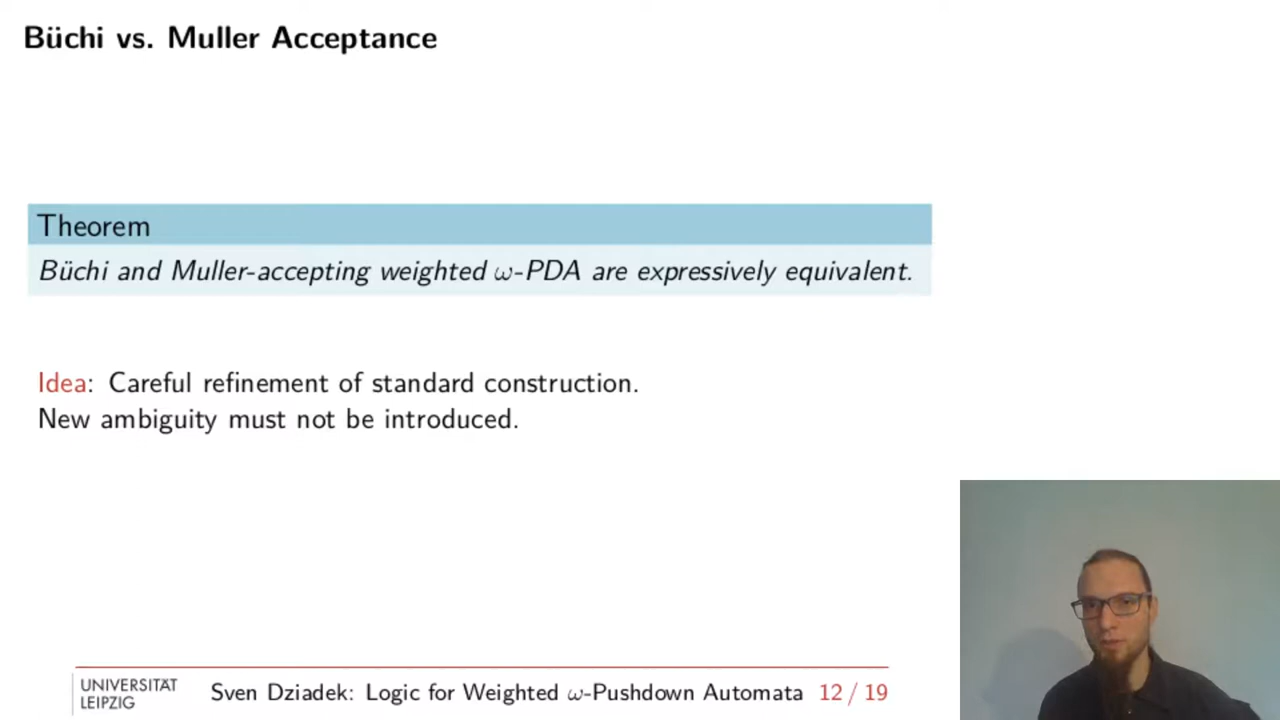 Büchi vs. Muller Acceptance
Theorem
Büchi and Muller-accepting weighted ω-PDA are expressively equivalent.
Idea: Careful refinement of standard construction.
New ambiguity must not be introduced.
UNIVERSITÄT
LEIPZIG
Sven Dziadek: Logic for Weighted ω-Pushdown Automata 12 / 19